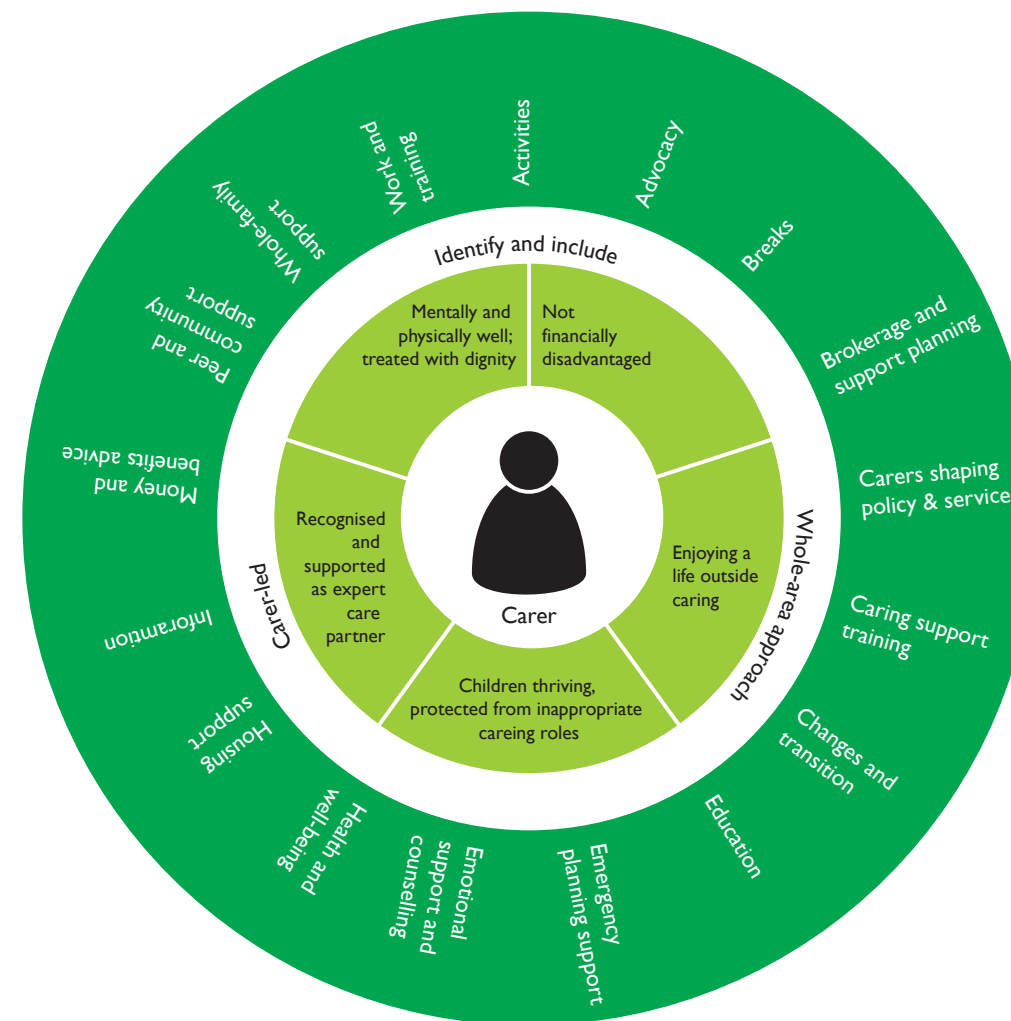 Activities
Advocacy
Breaks
Brokerage and
support planning
Carers shaping
policy & service
Caring support
training
Changes and
transition
Education
Emergency
planning support
Emotional
support and
counselling
Health and
well-being
Housing
support
Inforamtion
Money and
benefits advice
Peer and
community
support
Whole-family
support
Work and
training
Identify and include
Whole-area approach
Carer-led
Mentally and
physically well;
treated with dignity
Not
financially
disadvantaged
Enjoying a
life outside
caring
Children thriving,
protected from inappropriate
careing roles
Recognised
and
supported
as expert
care
partner
Carer